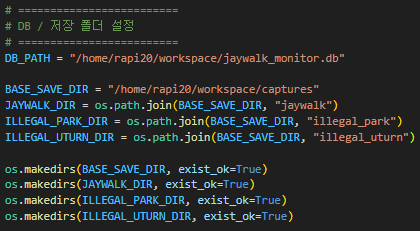 # =========================
# DB / 저장 폴더 설정
# =========================
DB_PATH = "/home/rapi20/workspace/jaywalk_monitor.db"
BASE_SAVE_DIR = "/home/rapi20/workspace/captures"
JAYWALK_DIR = os.path.join(BASE_SAVE_DIR, "jaywalk")
ILLEGAL_PARK_DIR = os.path.join(BASE_SAVE_DIR, "illegal_park")
ILLEGAL_UTURN_DIR = os.path.join(BASE_SAVE_DIR, "illegal_uturn")
os.makedirs(BASE_SAVE_DIR, exist_ok=True)
os.makedirs(JAYWALK_DIR, exist_ok=True)
os.makedirs(ILLEGAL_PARK_DIR, exist_ok=True)
os.makedirs(ILLEGAL_UTURN_DIR, exist_ok=True)